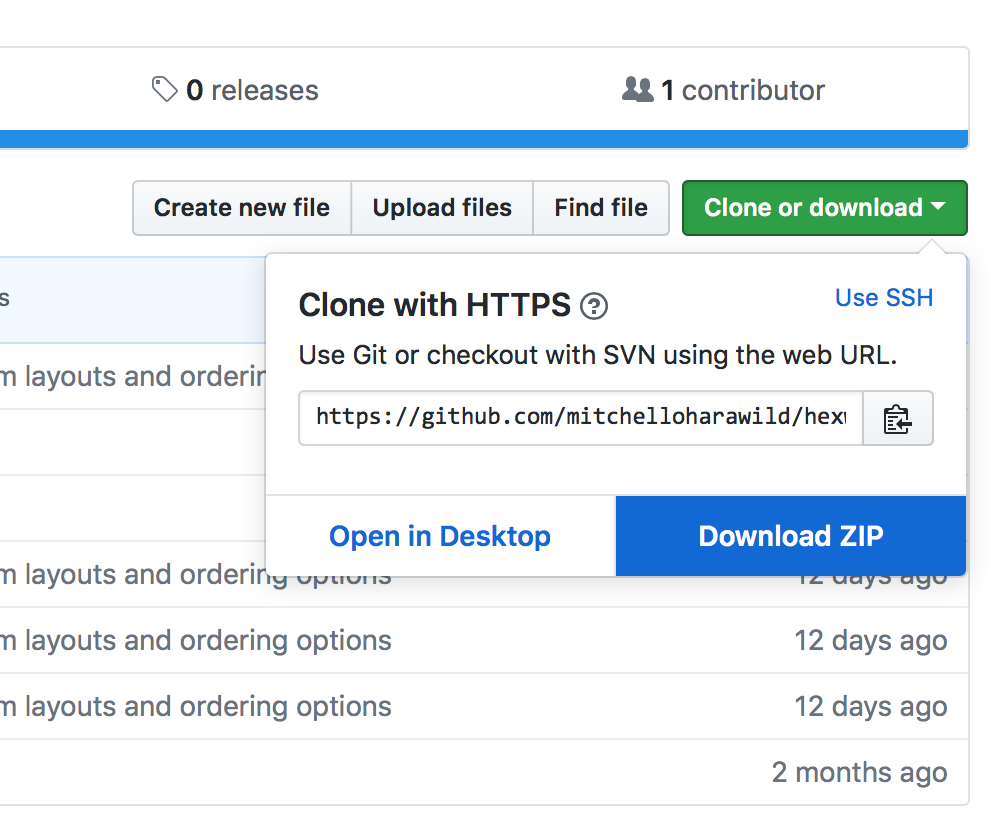 0 releases
1 contributor
Create new file
Upload files
Find file
Clone or download
s
Clone with HTTPS
Use SSH
Use Git or checkout with SVN using the web URL.
https://github.com/mitchelloharawild/hex
Open in Desktop
Download ZIP
m layouts and orderin
m layouts and ordering options
12 days ago
m layouts and ordering options
12 days ago
m layouts and ordering options
12 days ago
2 months ago